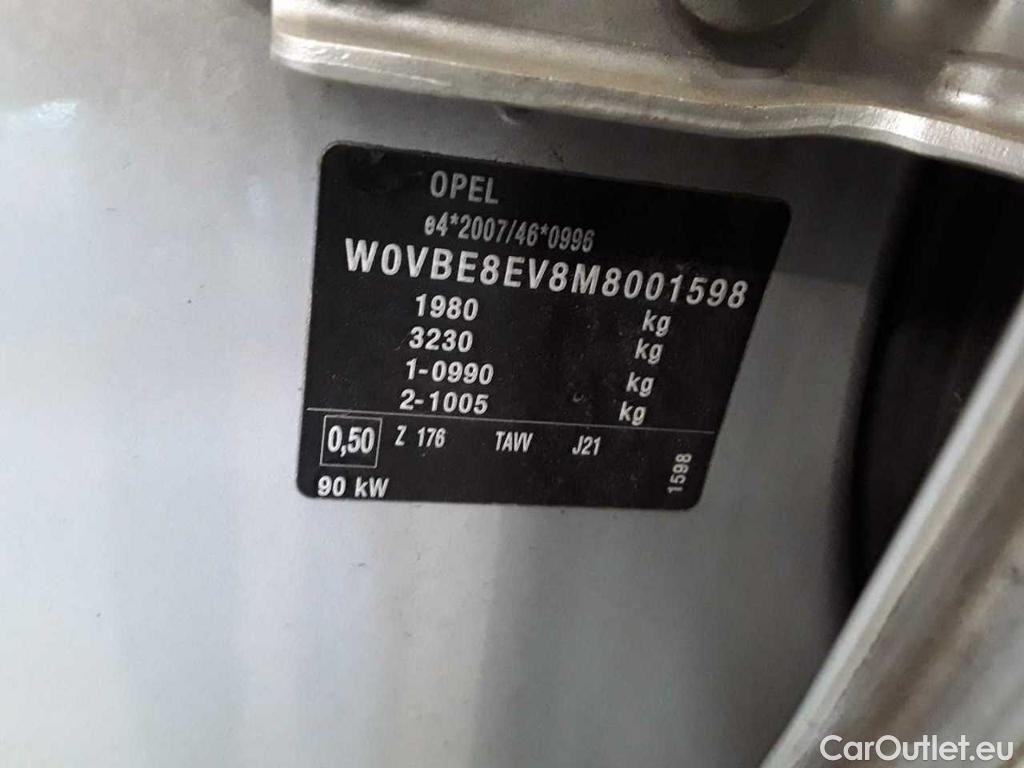 OPEL
e4*2007/46*0996
W0VBE8EV8M8001598
1980 kg
3230 kg
1-0990 kg
2-1005 kg
0,50 Z 176 TAVV J21
90 kW
1598
CarOutlet.eu